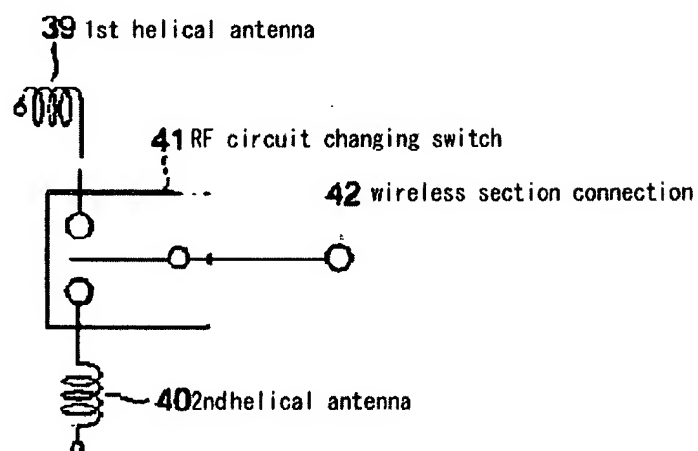 39 1st helical antenna
41 RF circuit changing switch
42 wireless section connection
40 2ndhelical antenna